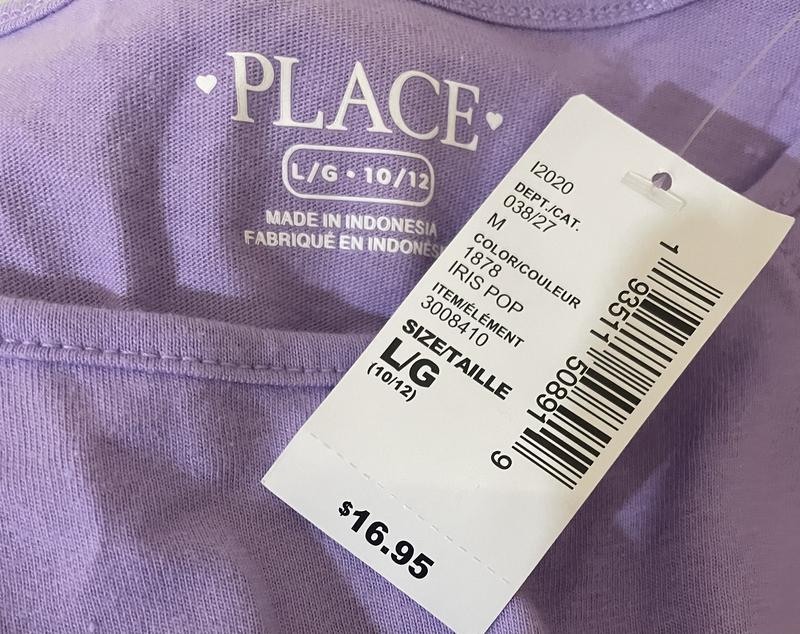 PLACE
L/G • 10/12
MADE IN INDONESIA
FABRIQUÉ EN
I2020
DEPT./CAT.
038/27
M
COLOR/COULEUR
1878
IRIS POP
ITEM/ÉLÉMENT
3008410
SIZE/TAILLE
L/G
(10/12)
1 93511 50891 9
$16.95